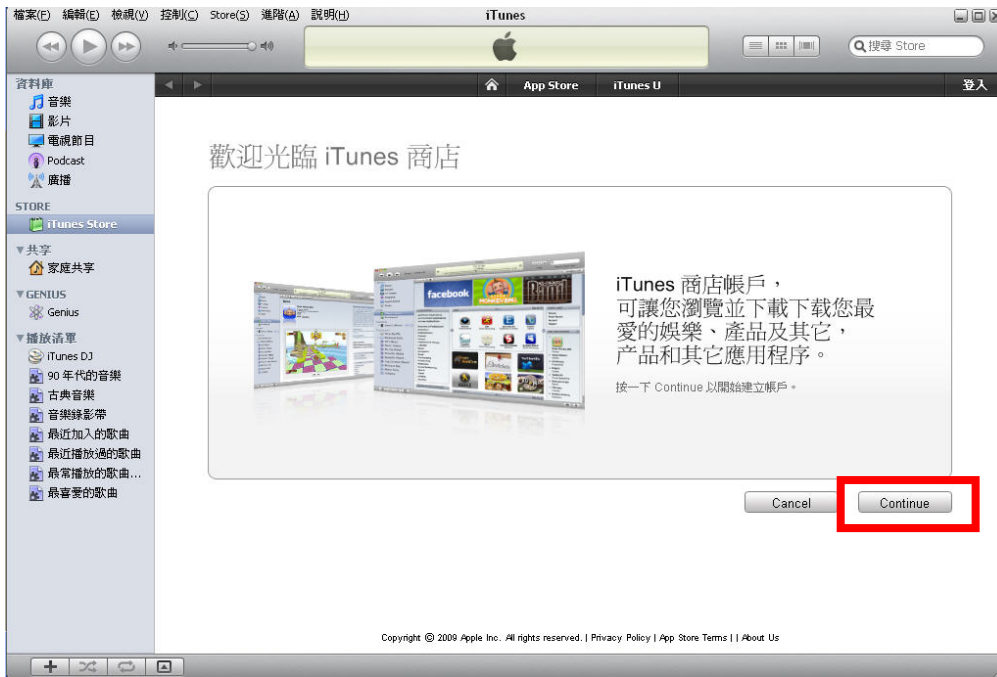 檔案(F) 編輯(E) 檢視(V) 控制(C) Store(S) 進階(A) 說明(H) iTunes
搜尋 Store
App Store iTunes U 登入
資料庫
音樂
影片
電視節目
Podcast
廣播
STORE
iTunes Store
共享
家庭共享
GENIUS
Genius
播放清單
iTunes DJ
90 年代的音樂
古典音樂
音樂錄影帶
最近加入的歌曲
最近播放過的歌曲
最常播放的歌曲...
最喜愛的歌曲
歡迎光臨 iTunes 商店
facebook
iTunes 商店帳戶,
可讓您瀏覽並下載下载您最
愛的娛樂、產品及其它,
产品和其它應用程序。
按一下 Continue 以開始建立帳戶。
Cancel Continue
Copyright © 2009 Apple Inc. All rights reserved. | Privacy Policy | App Store Terms | | About Us